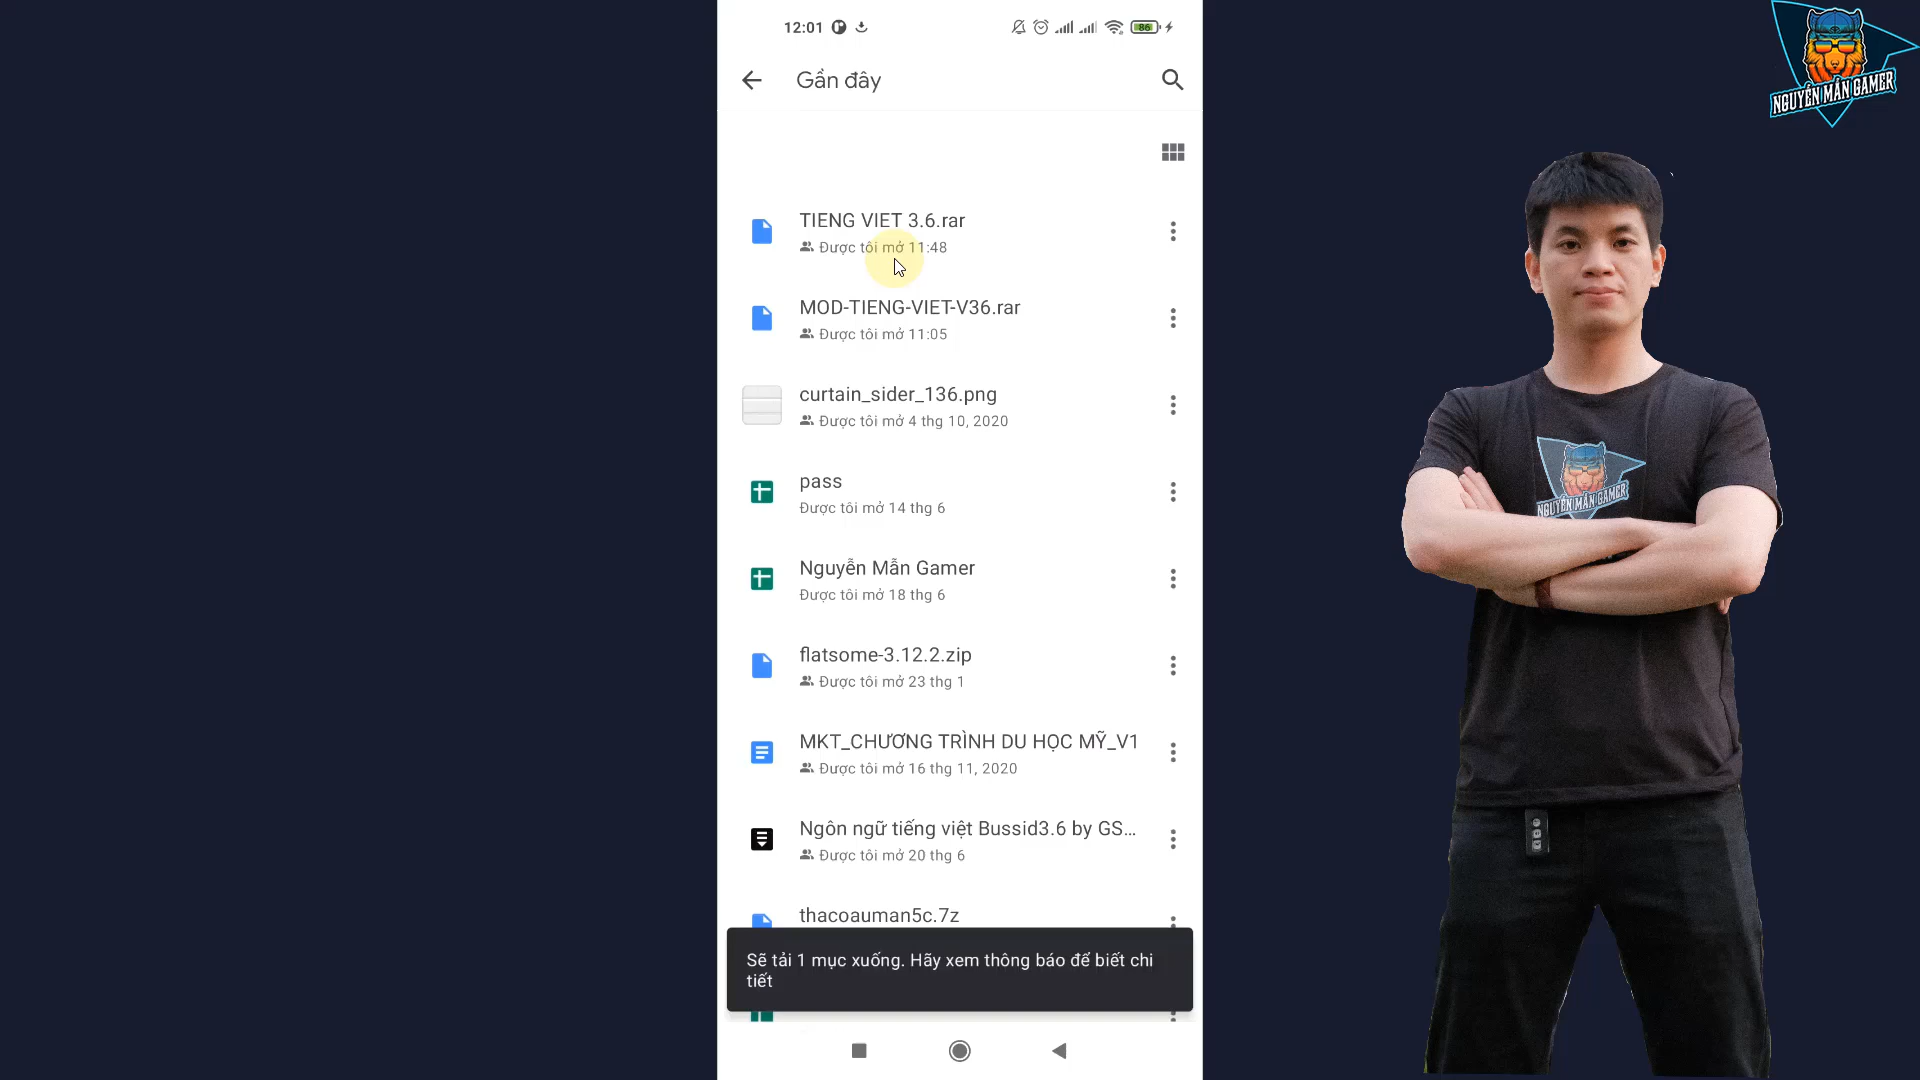 12:01
86
NGUYỄN MẪN GAMER
Gần đây
TIENG VIET 3.6.rar
Được tôi mở 11:48
MOD-TIENG-VIET-V36.rar
Được tôi mở 11:05
curtain_sider_136.png
Được tôi mở 4 thg 10, 2020
pass
Được tôi mở 14 thg 6
Nguyễn Mẫn Gamer
Được tôi mở 18 thg 6
flatsome-3.12.2.zip
Được tôi mở 23 thg 1
MKT_CHƯƠNG TRÌNH DU HỌC MỸ_V1
Được tôi mở 16 thg 11, 2020
Ngôn ngữ tiếng việt Bussid3.6 by GS...
Được tôi mở 20 thg 6
thacoauman5c.7z
Sẽ tải 1 mục xuống. Hãy xem thông báo để biết chi
tiết
NGUYỄN MẪN GAMER